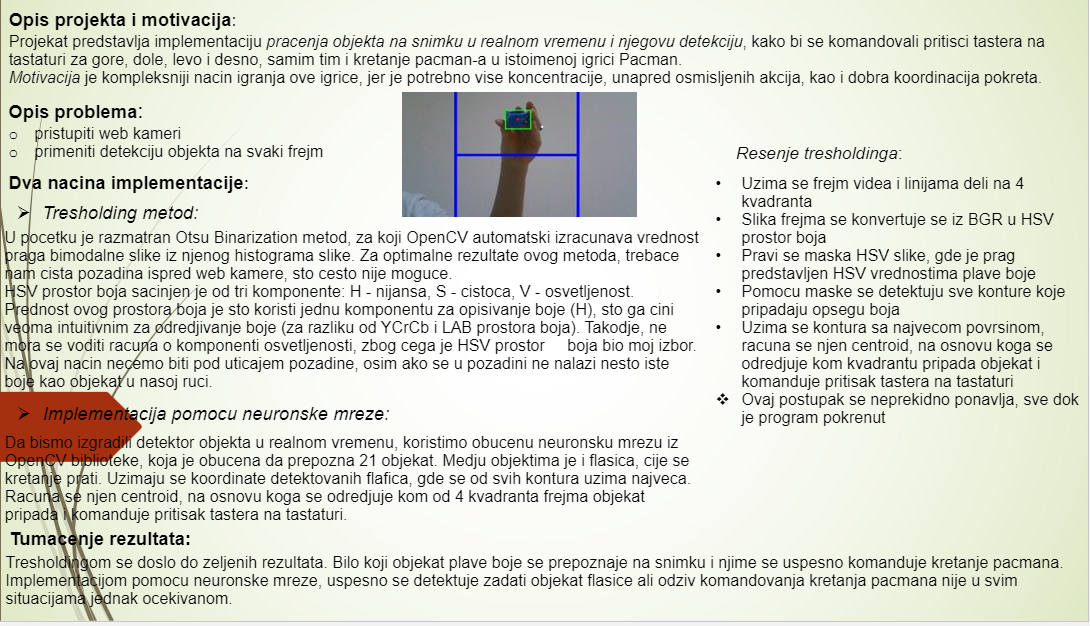 Opis projekta i motivacija:
Projekat predstavlja implementaciju pracenja objekta na snimku u realnom vremenu i njegovu detekciju, kako bi se komandovali pritisci tastera na
tastaturi za gore, dole, levo i desno, samim tim i kretanje pacman-a u istoimenoj igrici Pacman.
Motivacija je kompleksniji nacin igranja ove igrice, jer je potrebno vise koncentracije, unapred osmisljenih akcija, kao i dobra koordinacija pokreta.
Opis problema:
o pristupiti web kameri
o primeniti detekciju objekta na svaki frejm
Dva nacina implementacije:
➢ Tresholding metod:
U pocetku je razmatran Otsu Binarization metod, za koji OpenCV automatski izracunava vrednost
praga bimodalne slike iz njenog histograma slike. Za optimalne rezultate ovog metoda, trebace
nam cista pozadina ispred web kamere, sto cesto nije moguce.
HSV prostor boja sacinjen je od tri komponente: H - nijansa, S - cistoca, V - osvetljenost.
Prednost ovog prostora boja je sto koristi jednu komponentu za opisivanje boje (H), sto ga cini
veoma intuitivnim za odredjivanje boje (za razliku od YCrCb i LAB prostora boja). Takodje, ne
mora se voditi racuna o komponenti osvetljenosti, zbog cega je HSV prostor boja bio moj izbor.
Na ovaj nacin necemo biti pod uticajem pozadine, osim ako se u pozadini ne nalazi nesto iste
boje kao objekat u nasoj ruci.
➢ Implementacija pomocu neuronske mreze:
Da bismo izgradili detektor objekta u realnom vremenu, koristimo obucenu neuronsku mrezu iz
OpenCV biblioteke, koja je obucena da prepozna 21 objekat. Medju objektima je i flasica, cije se
kretanje prati. Uzimaju se koordinate detektovanih flafica, gde se od svih kontura uzima najveca.
Racuna se njen centroid, na osnovu koga se odredjuje kom od 4 kvadranta frejma objekat
pripada i komanduje pritisak tastera na tastaturi.
Resenje tresholdinga:
• Uzima se frejm videa i linijama deli na 4
kvadranta
• Slika frejma se konvertuje se iz BGR u HSV
prostor boja
• Pravi se maska HSV slike, gde je prag
predstavljen HSV vrednostima plave boje
• Pomocu maske se detektuju sve konture koje
pripadaju opsegu boja
• Uzima se kontura sa najvecom povrsinom,
racuna se njen centroid, na osnovu koga se
odredjuje kom kvadrantu pripada objekat i
komanduje pritisak tastera na tastaturi
❖ Ovaj postupak se neprekidno ponavlja, sve dok
je program pokrenut
Tumacenje rezultata:
Tresholdingom se doslo do zeljenih rezultata. Bilo koji objekat plave boje se prepoznaje na snimku i njime se uspesno komanduje kretanje pacmana.
Implementacijom pomocu neuronske mreze, uspesno se detektuje zadati objekat flasice ali odziv komandovanja kretanja pacmana nije u svim
situacijama jednak ocekivanom.